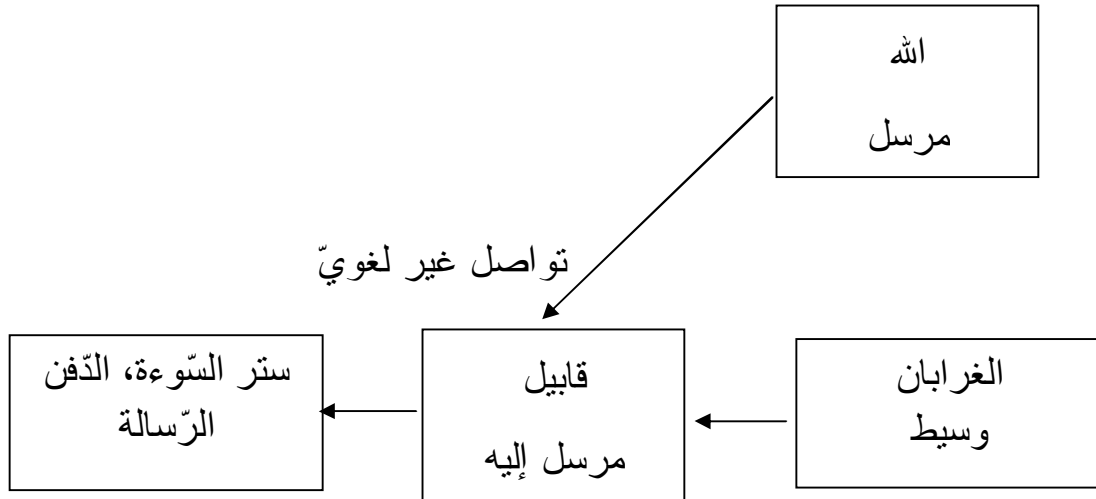 الله
مرسل
تواصل غير لغويّ
الغرابان
وسيط
قابيل
مرسل إليه
ستر السّوءة، الدّفن
الرّسالة